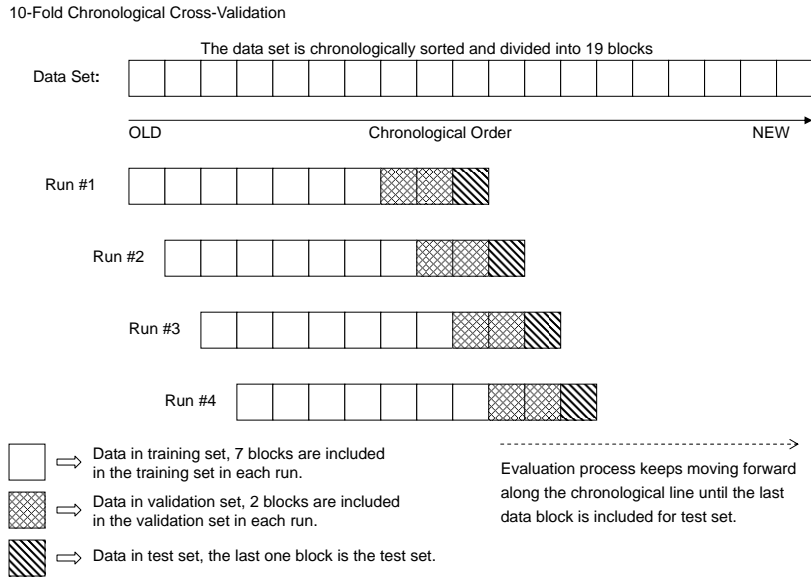 10-Fold Chronological Cross-Validation
The data set is chronologically sorted and divided into 19 blocks
Data Set:
OLD
Chronological Order
NEW
Run #1
Run #2
Run #3
Run #4
Data in training set, 7 blocks are included
in the training set in each run.
Data in validation set, 2 blocks are included
in the validation set in each run.
Data in test set, the last one block is the test set.
Evaluation process keeps moving forward
along the chronological line until the last
data block is included for test set.